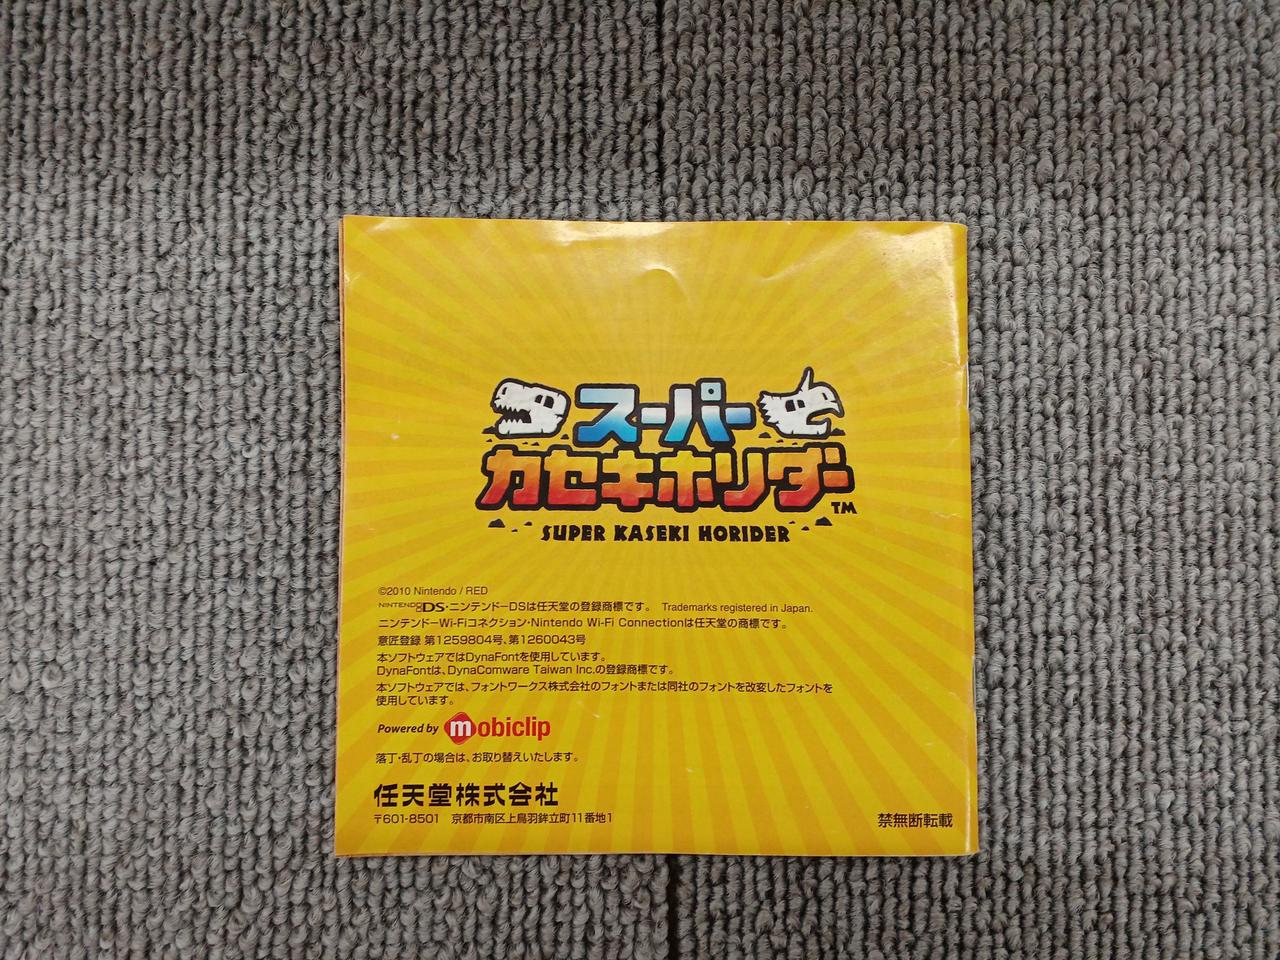 スーパー
カセキホリダー™
SUPER KASEKI HORIDER
©2010 Nintendo / RED
NINTENDO DS・ニンテンドーDSは任天堂の登録商標です。 Trademarks registered in Japan.
ニンテンドーWi-Fiコネクション・Nintendo Wi-Fi Connectionは任天堂の商標です。
意匠登録 第1259804号、第1260043号
本ソフトウェアではDynaFontを使用しています。
DynaFontは、DynaComware Taiwan Inc.の登録商標です。
本ソフトウェアでは、フォントワークス株式会社のフォントまたは同社のフォントを改変したフォントを
使用しています。
Powered by mobiclip
落丁・乱丁の場合は、お取り替えいたします。
任天堂株式会社
〒601-8501 京都市南区上鳥羽鉾立町11番地1
禁無断転載